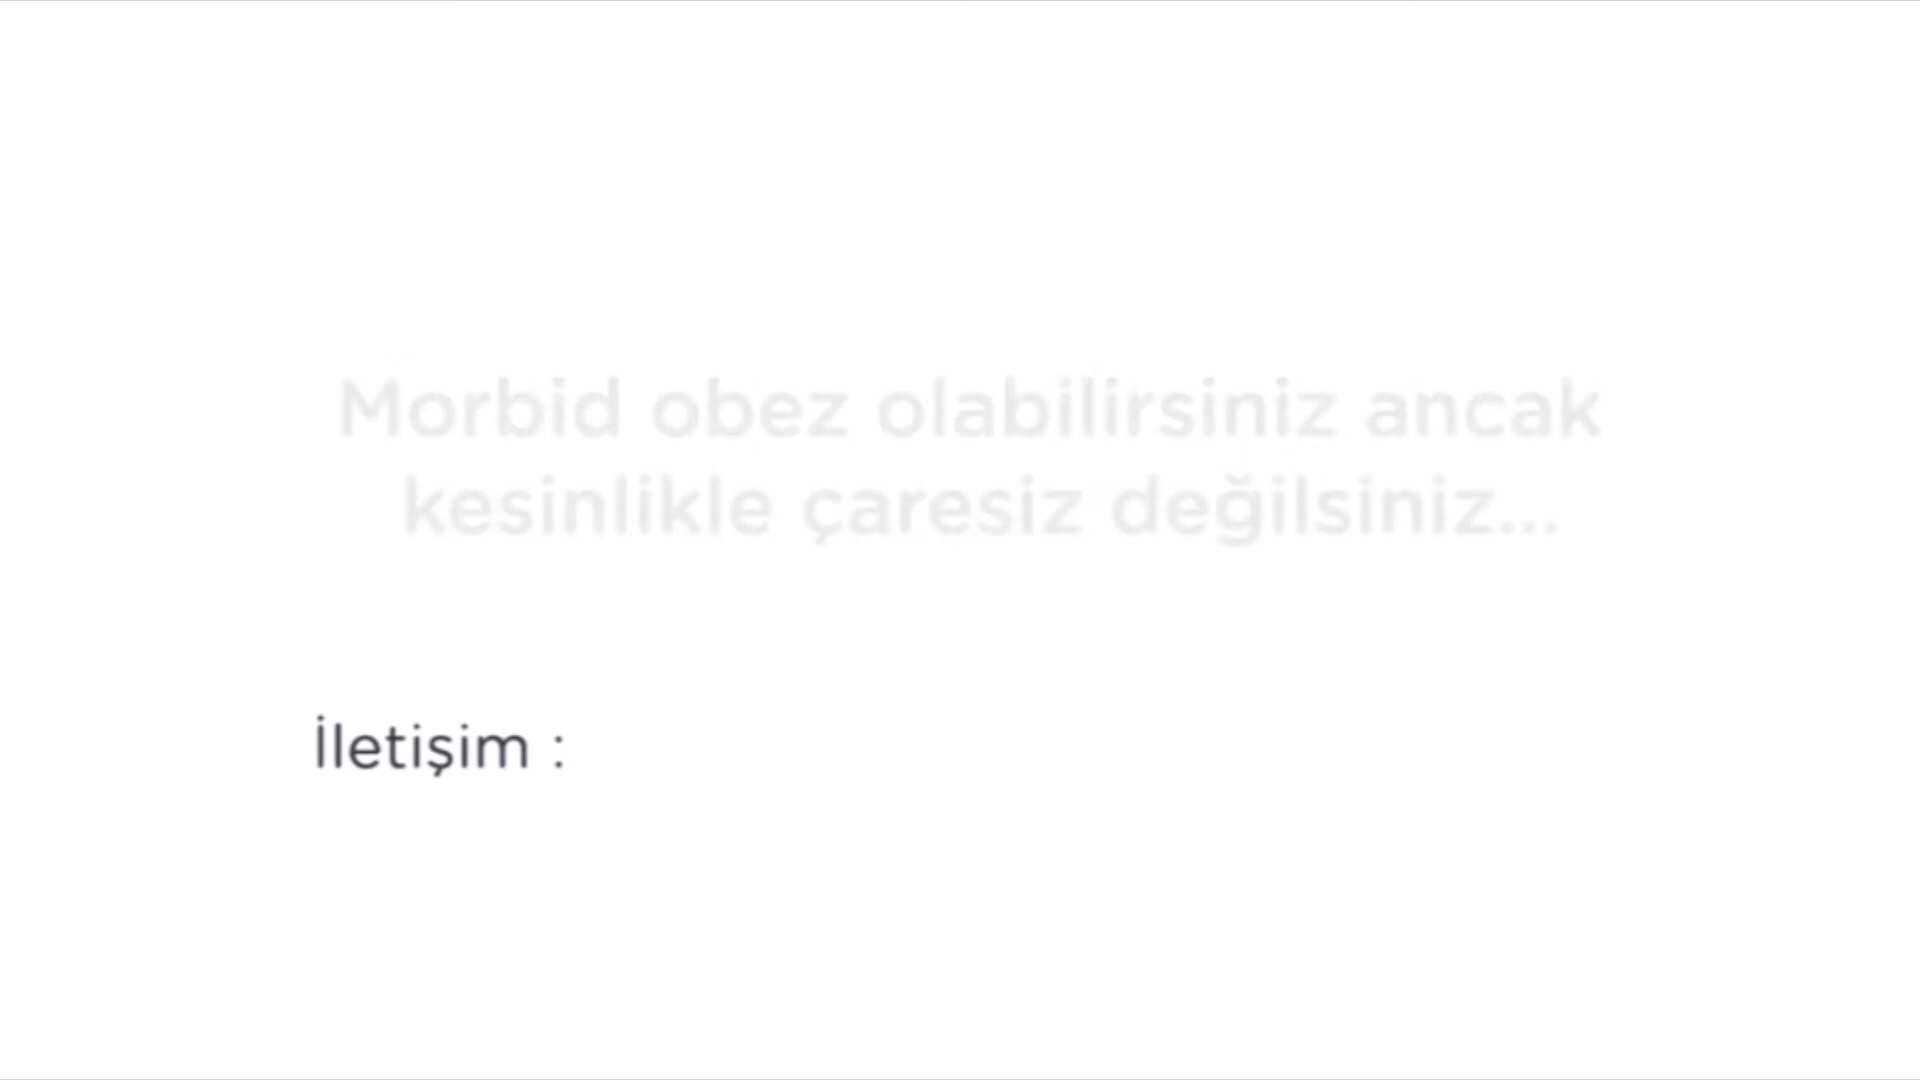 Morbid obez olabilirsiniz ancak
kesinlikle çaresiz değilsiniz...
İletişim :